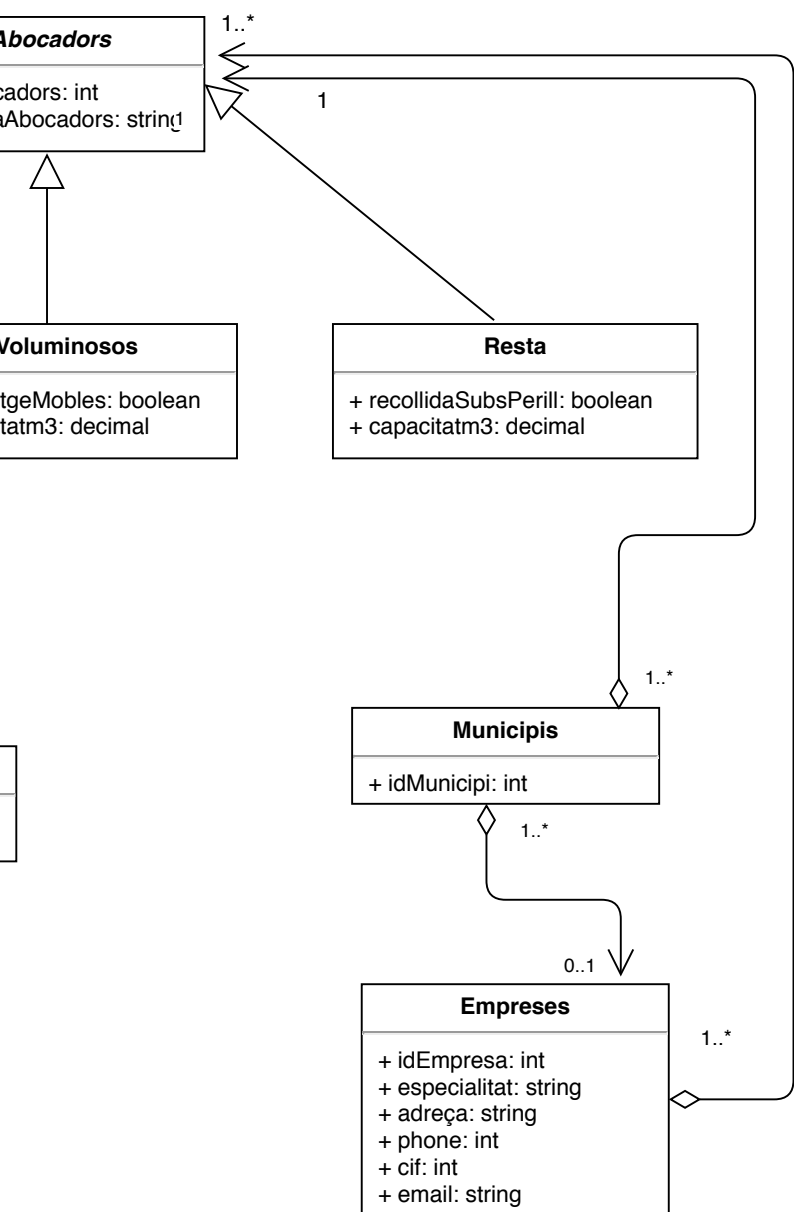 1..*
Abocadors
cadors: int
aAbocadors: string
1
1
Voluminosos
tgeMobles: boolean
tatm3: decimal
Resta
+ recollidaSubsPerill: boolean
+ capacitatm3: decimal
1..*
Municipis
+ idMunicipi: int
1..*
0..1
Empreses
1..*
+ idEmpresa: int
+ especialitat: string
+ adreça: string
+ phone: int
+ cif: int
+ email: string